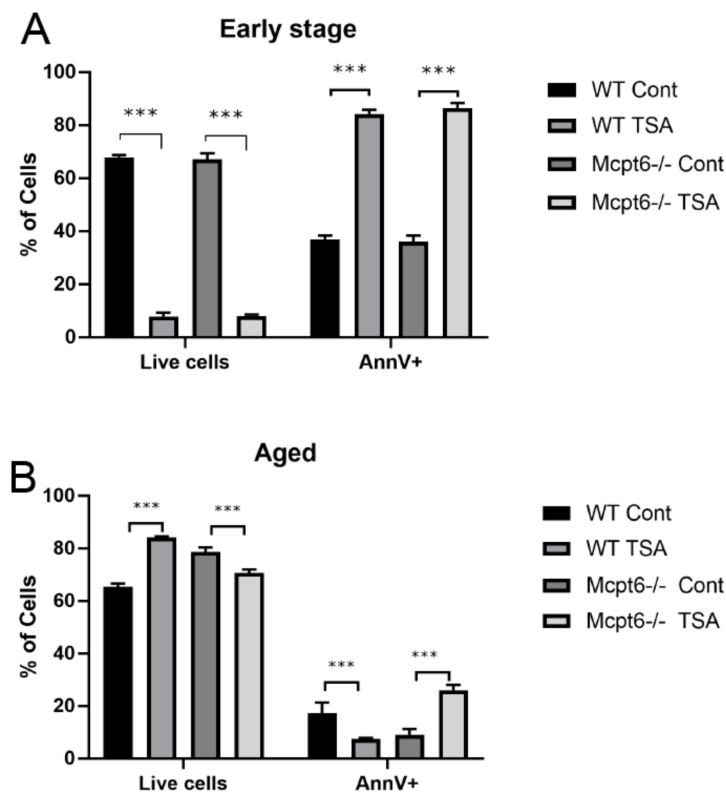 A
Early stage
% of Cells
100
80
60
40
20
0
***
***
***
***
Live cells
AnnV+
WT Cont
WT TSA
Mcpt6-/- Cont
Mcpt6-/- TSA
B
Aged
% of Cells
100
80
60
40
20
0
***
***
***
***
Live cells
AnnV+
WT Cont
WT TSA
Mcpt6-/- Cont
Mcpt6-/- TSA